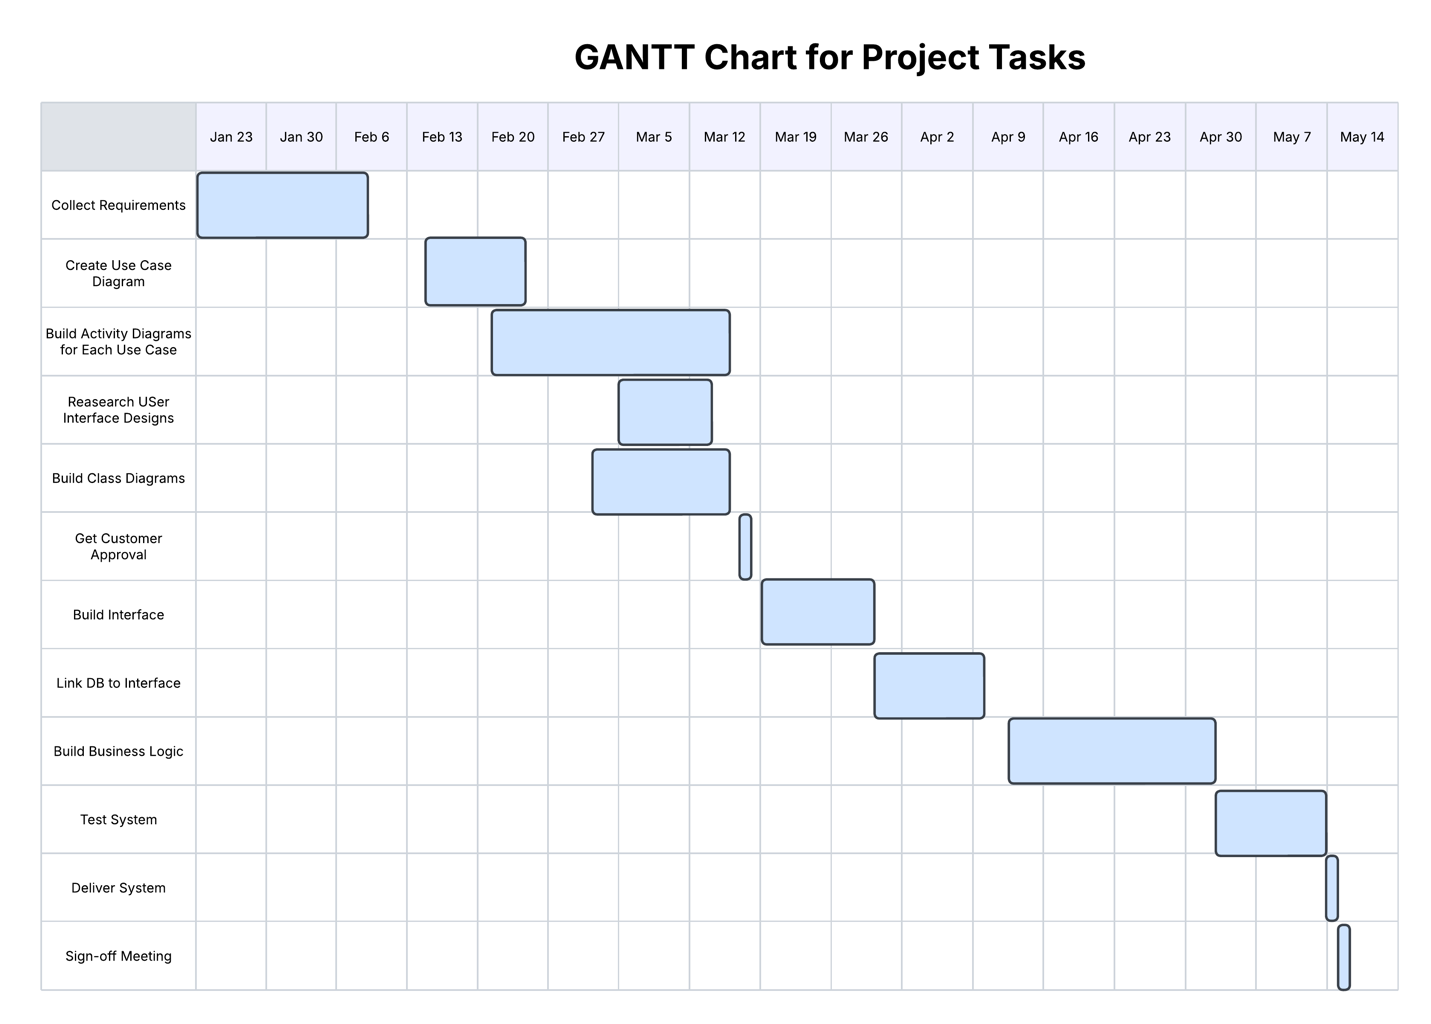 GANTT Chart for Project Tasks
Jan 23 Jan 30 Feb 6 Feb 13 Feb 20 Feb 27 Mar 5 Mar 12 Mar 19 Mar 26 Apr 2 Apr 9 Apr 16 Apr 23 Apr 30 May 7 May 14
Collect Requirements
Create Use Case
Diagram
Build Activity Diagrams
for Each Use Case
Reasearch USer
Interface Designs
Build Class Diagrams
Get Customer
Approval
Build Interface
Link DB to Interface
Build Business Logic
Test System
Deliver System
Sign-off Meeting